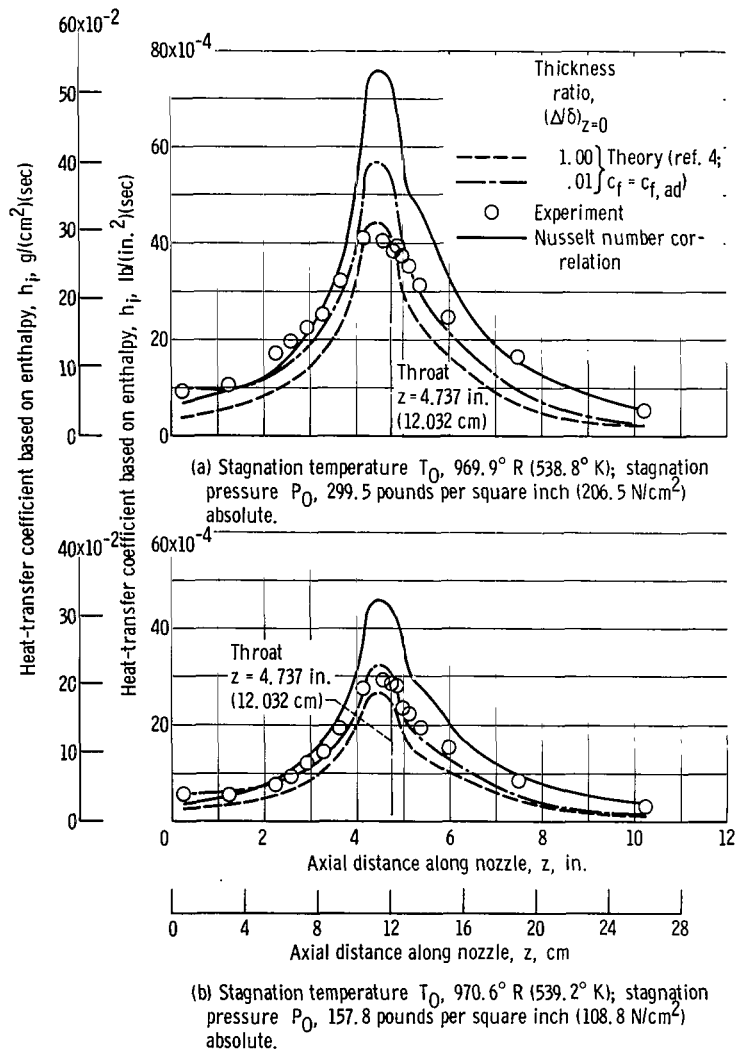 Heat-transfer coefficient based on enthalpy, hᵢ, g/(cm²)(sec)
Heat-transfer coefficient based on enthalpy, hᵢ, lb/(in. ²)(sec)
60x10⁻²
50
40
30
20
10
0
80x10⁻⁴
60
40
20
0
Thickness
ratio,
(Δ/δ)z=0
1.00 } Theory (ref. 4;
.01 } c_f = c_f, ad)
Experiment
Nusselt number cor-
relation
Throat
z = 4.737 in.
(12.032 cm)
(a) Stagnation temperature T₀, 969.9° R (538.8° K); stagnation
pressure P₀, 299.5 pounds per square inch (206.5 N/cm²)
absolute.
40x10⁻²
30
20
10
0
60x10⁻⁴
40
20
0
Throat
z = 4.737 in.
(12.032 cm)
0 2 4 6 8 10 12
Axial distance along nozzle, z, in.
0 4 8 12 16 20 24 28
Axial distance along nozzle, z, cm
(b) Stagnation temperature T₀, 970.6° R (539.2° K); stagnation
pressure P₀, 157.8 pounds per square inch (108.8 N/cm²)
absolute.